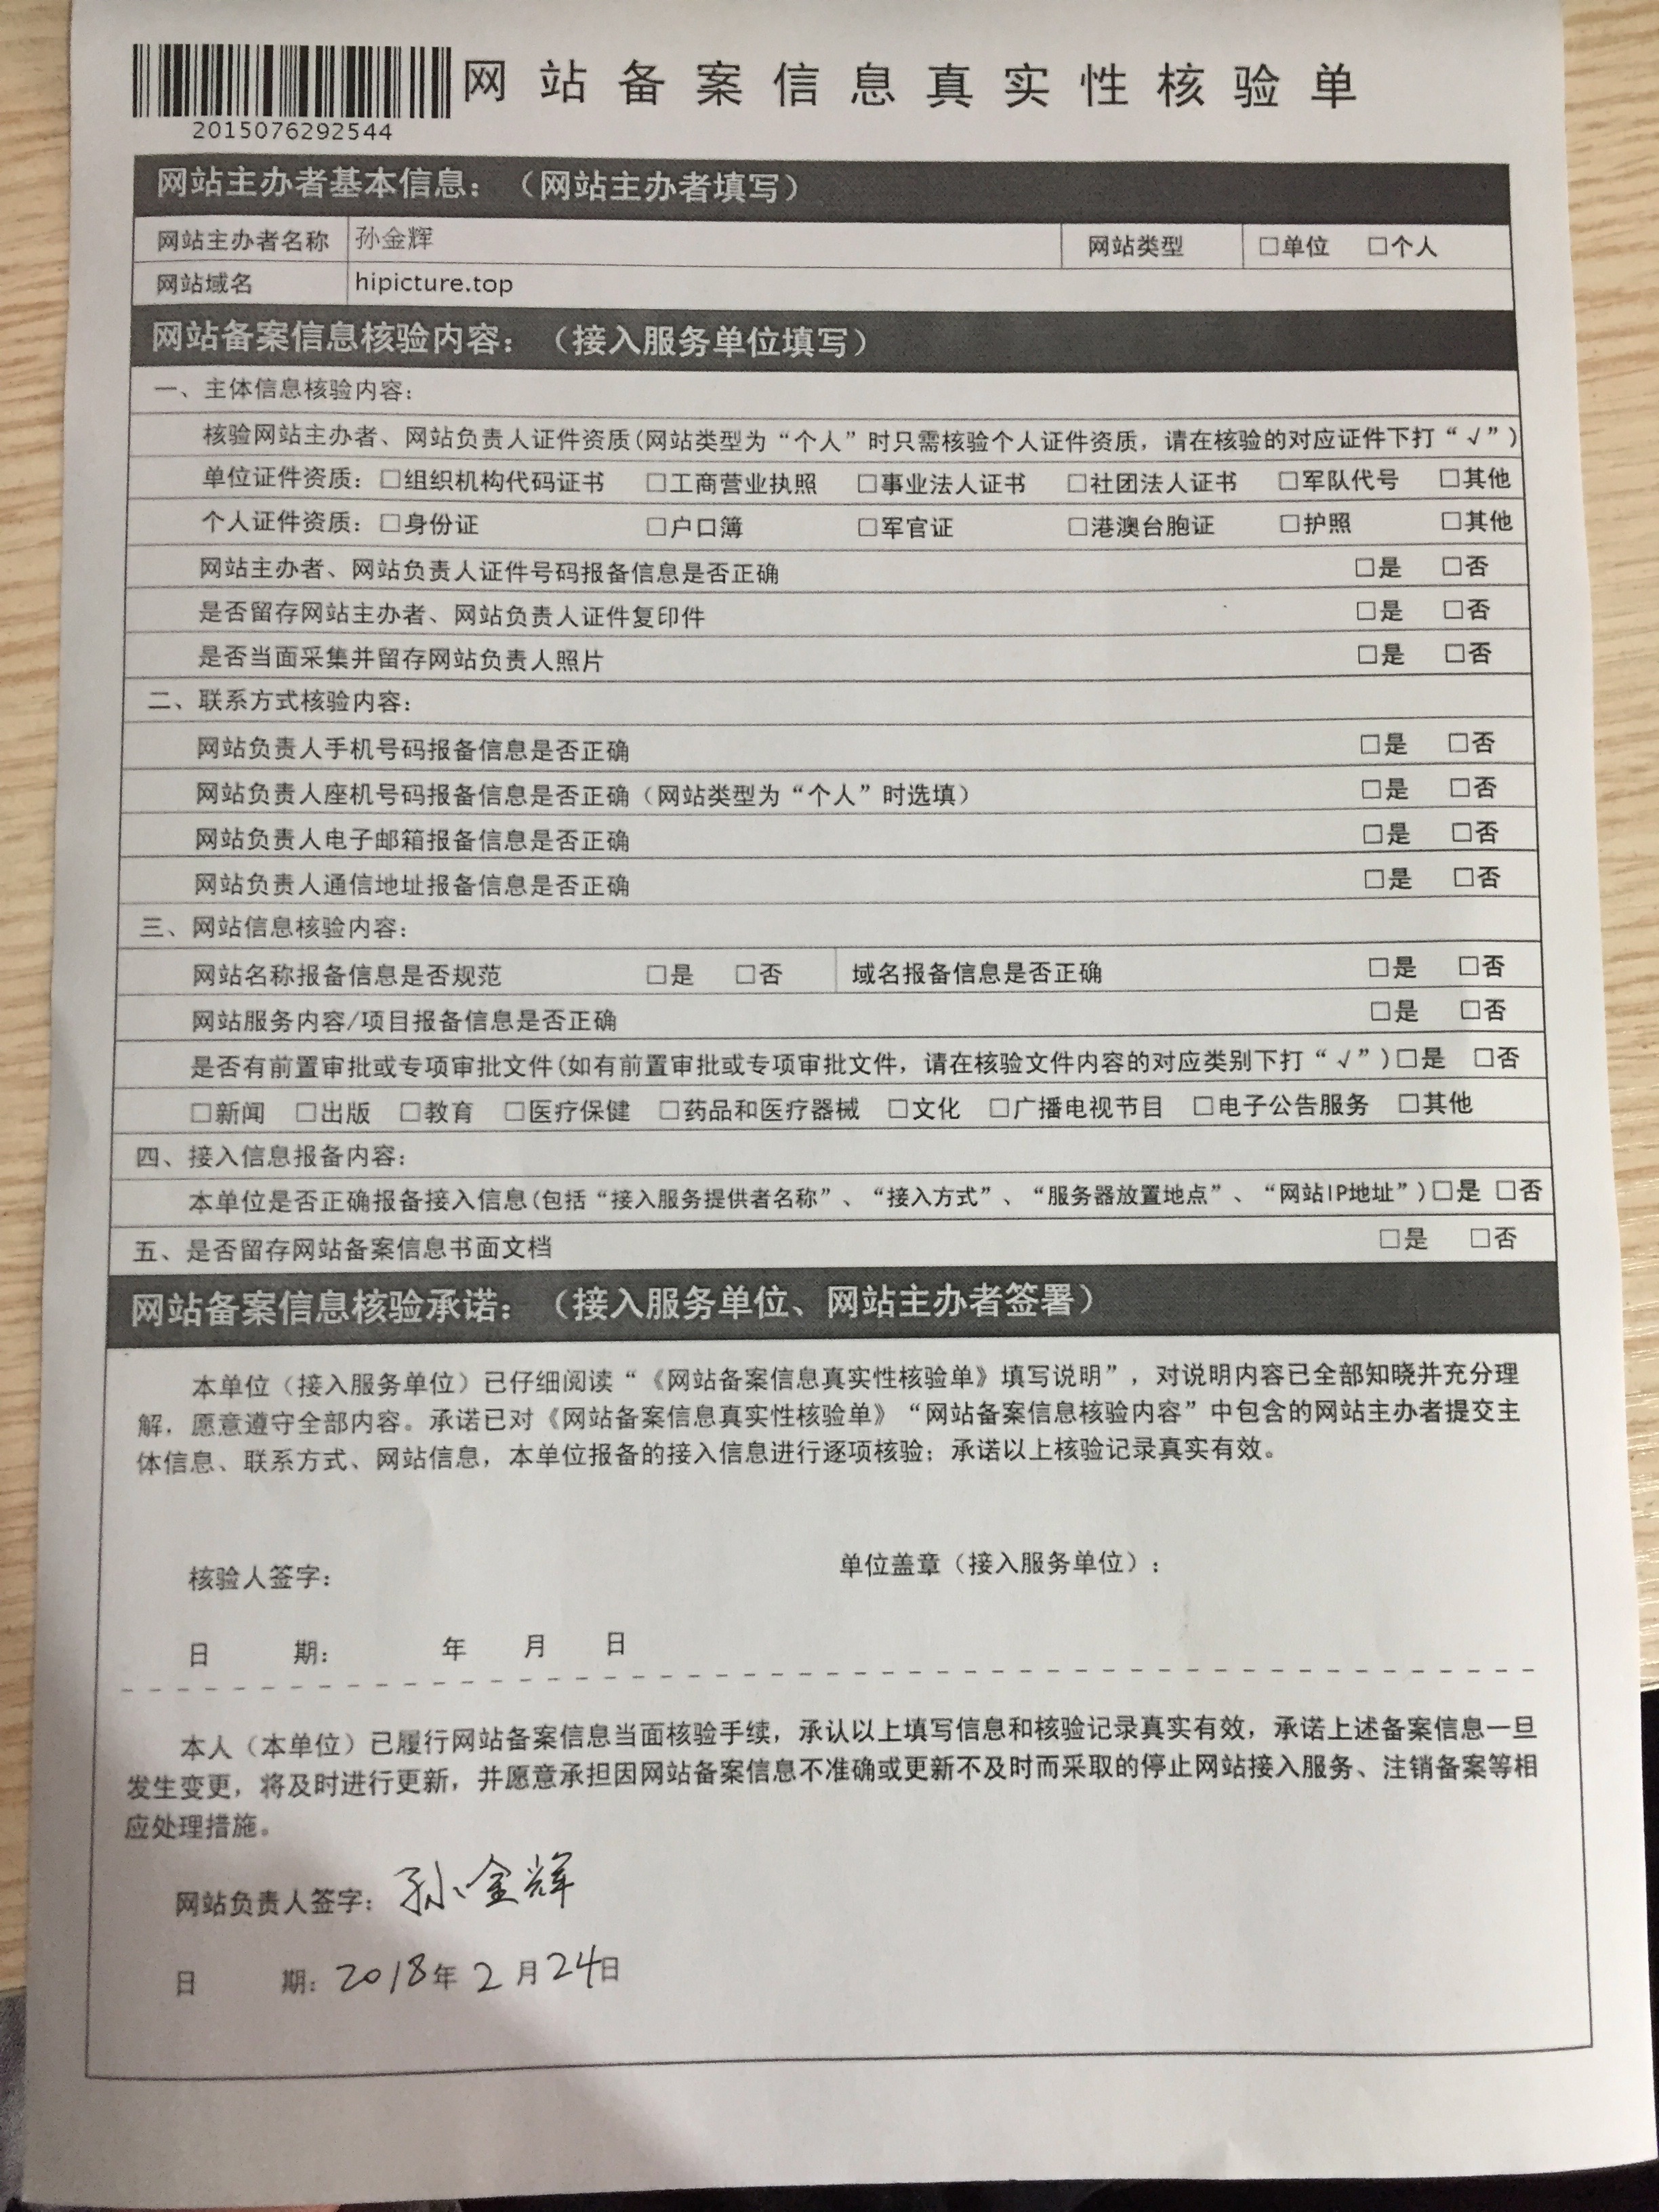 网站备案信息真实性核验单
2015076292544
网站主办者基本信息：（网站主办者填写）
网站主办者名称 孙金辉 网站类型 □单位 □个人
网站域名 hipicture.top
网站备案信息核验内容：（接入服务单位填写）
一、主体信息核验内容：
核验网站主办者、网站负责人证件资质(网站类型为“个人”时只需核验个人证件资质，请在核验的对应证件下打“√”)
单位证件资质：□组织机构代码证书 □工商营业执照 □事业法人证书 □社团法人证书 □军队代号 □其他
个人证件资质：□身份证 □户口簿 □军官证 □港澳台胞证 □护照 □其他
网站主办者、网站负责人证件号码报备信息是否正确 □是 □否
是否留存网站主办者、网站负责人证件复印件 □是 □否
是否当面采集并留存网站负责人照片 □是 □否
二、联系方式核验内容：
网站负责人手机号码报备信息是否正确 □是 □否
网站负责人座机号码报备信息是否正确（网站类型为“个人”时选填） □是 □否
网站负责人电子邮箱报备信息是否正确 □是 □否
网站负责人通信地址报备信息是否正确 □是 □否
三、网站信息核验内容：
网站名称报备信息是否规范 □是 □否 域名报备信息是否正确 □是 □否
网站服务内容/项目报备信息是否正确 □是 □否
是否有前置审批或专项审批文件(如有前置审批或专项审批文件，请在核验文件内容的对应类别下打“√”)□是 □否
□新闻 □出版 □教育 □医疗保健 □药品和医疗器械 □文化 □广播电视节目 □电子公告服务 □其他
四、接入信息报备内容：
本单位是否正确报备接入信息(包括“接入服务提供者名称”、“接入方式”、“服务器放置地点”、“网站IP地址”)□是 □否
五、是否留存网站备案信息书面文档 □是 □否
网站备案信息核验承诺：（接入服务单位、网站主办者签署）
本单位（接入服务单位）已仔细阅读“《网站备案信息真实性核验单》填写说明”，对说明内容已全部知晓并充分理
解，愿意遵守全部内容。承诺已对《网站备案信息真实性核验单》“网站备案信息核验内容”中包含的网站主办者提交主
体信息、联系方式、网站信息，本单位报备的接入信息进行逐项核验；承诺以上核验记录真实有效。
核验人签字： 单位盖章（接入服务单位）：
日 期： 年 月 日
本人（本单位）已履行网站备案信息当面核验手续，承认以上填写信息和核验记录真实有效，承诺上述备案信息一旦
发生变更，将及时进行更新，并愿意承担因网站备案信息不准确或更新不及时而采取的停止网站接入服务、注销备案等相
应处理措施。
网站负责人签字：孙金辉
日 期：2018年2月24日